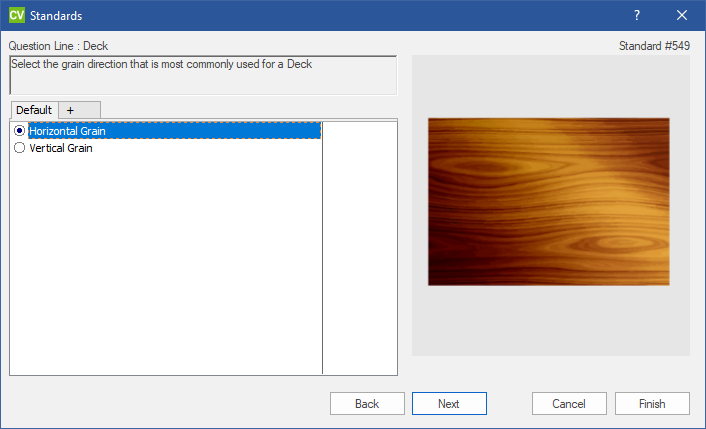 CV Standards ?
Question Line : Deck Standard #549
Select the grain direction that is most commonly used for a Deck
Default +
Horizontal Grain
Vertical Grain
Back Next Cancel Finish